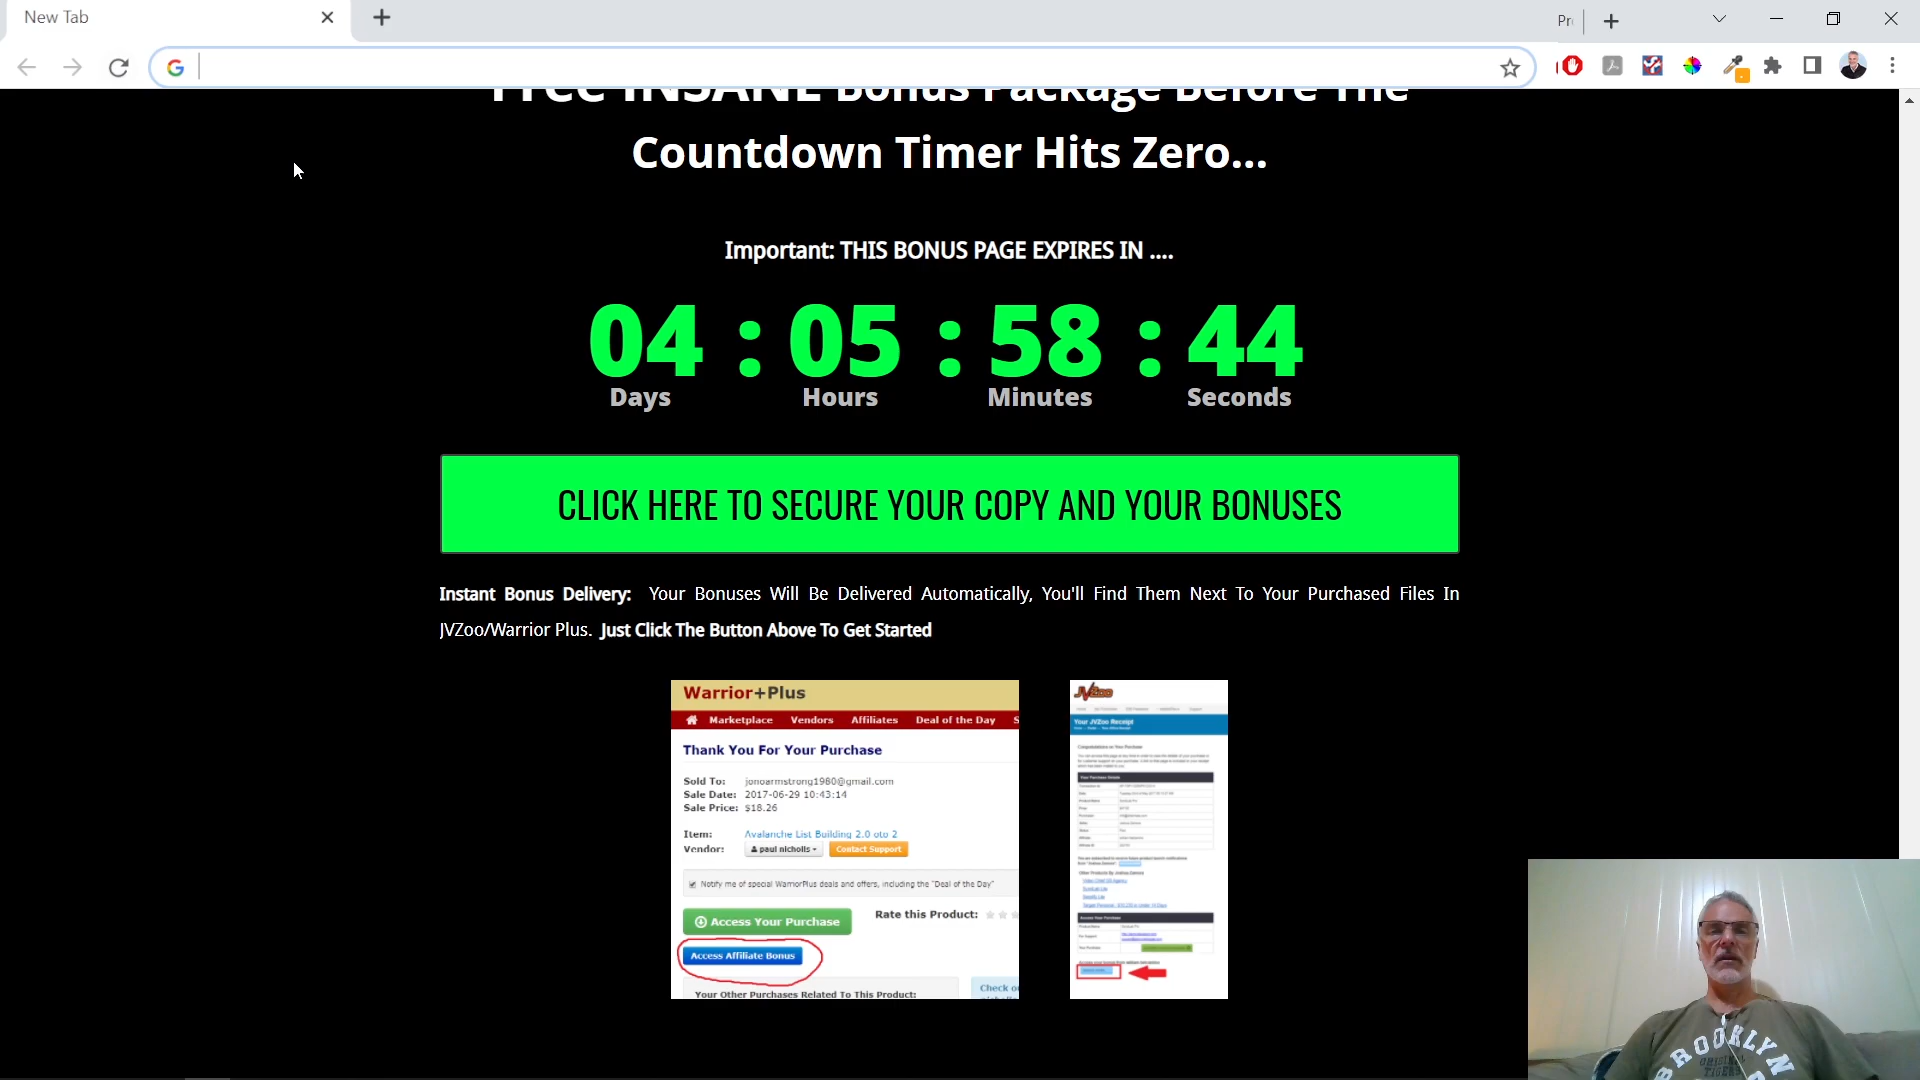 New Tab
INSANE Bonus Package Before The
Countdown Timer Hits Zero...
Important: THIS BONUS PAGE EXPIRES IN ....
04 : 05 : 58 : 44
Days Hours Minutes Seconds
CLICK HERE TO SECURE YOUR COPY AND YOUR BONUSES
Instant Bonus Delivery: Your Bonuses Will Be Delivered Automatically, You'll Find Them Next To Your Purchased Files In
JVZoo/Warrior Plus. Just Click The Button Above To Get Started
Warrior+Plus
Marketplace Vendors Affiliates Deal of the Day S
Thank You For Your Purchase
Sold To: jonoarmstrong1980@gmail.com
Sale Date: 2017-06-29 10:43:14
Sale Price: $18.26
Item: Avalanche List Building 2.0 oto 2
Vendor: paul nicholls Contact Support
Notify me of special WarriorPlus deals and offers, including the "Deal of the Day"
Access Your Purchase Rate this Product:
Access Affiliate Bonus
Your Other Purchases Related To This Product:
Check
JVZoo
Your JVZoo Receipt
BROOKLYN